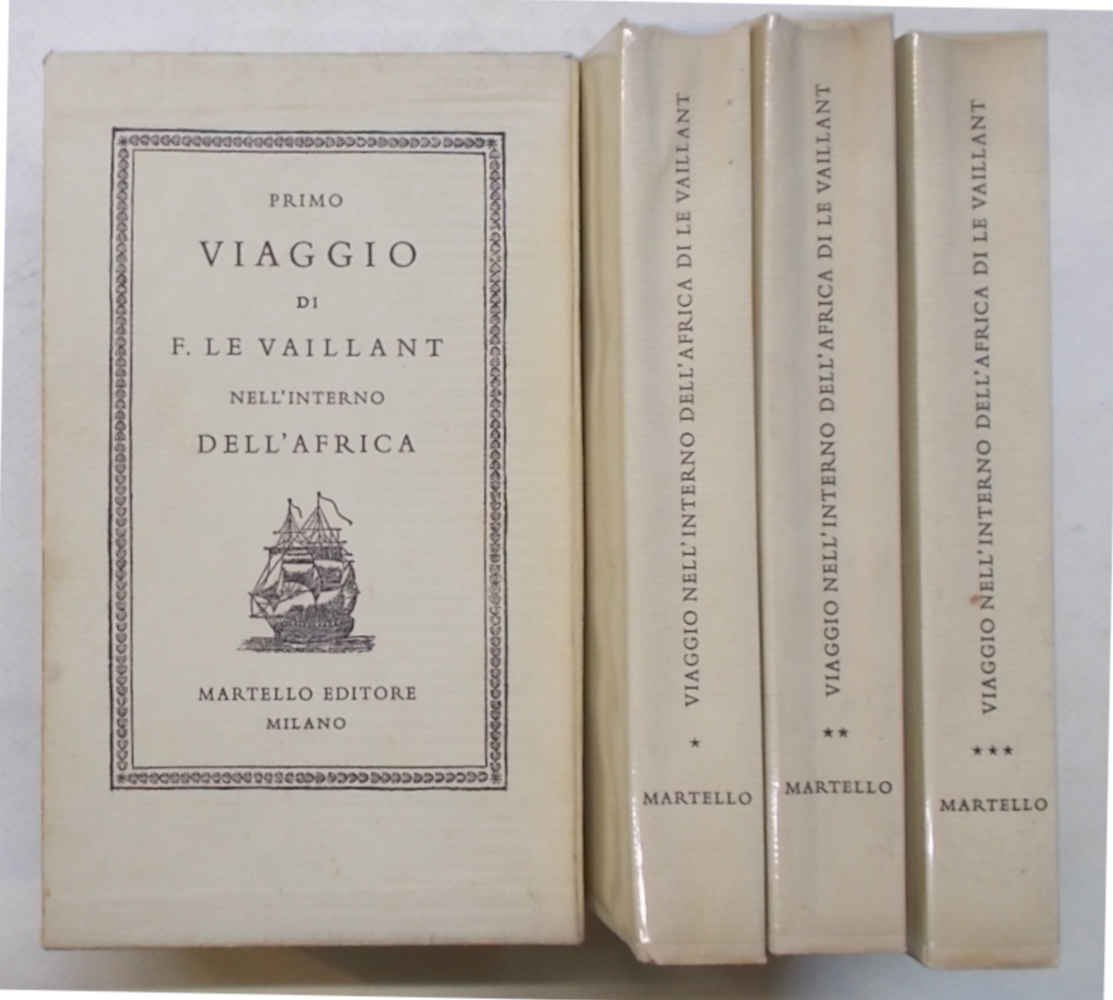 PRIMO
VIAGGIO
DI
F. LE VAILLANT
NELL'INTERNO
DELL'AFRICA
MARTELLO EDITORE
MILANO
VIAGGIO NELL'INTERNO DELL'AFRICA DI LE VAILLANT
*
MARTELLO
VIAGGIO NELL'INTERNO DELL'AFRICA DI LE VAILLANT
**
MARTELLO
VIAGGIO NELL'INTERNO DELL'AFRICA DI LE VAILLANT
***
MARTELLO